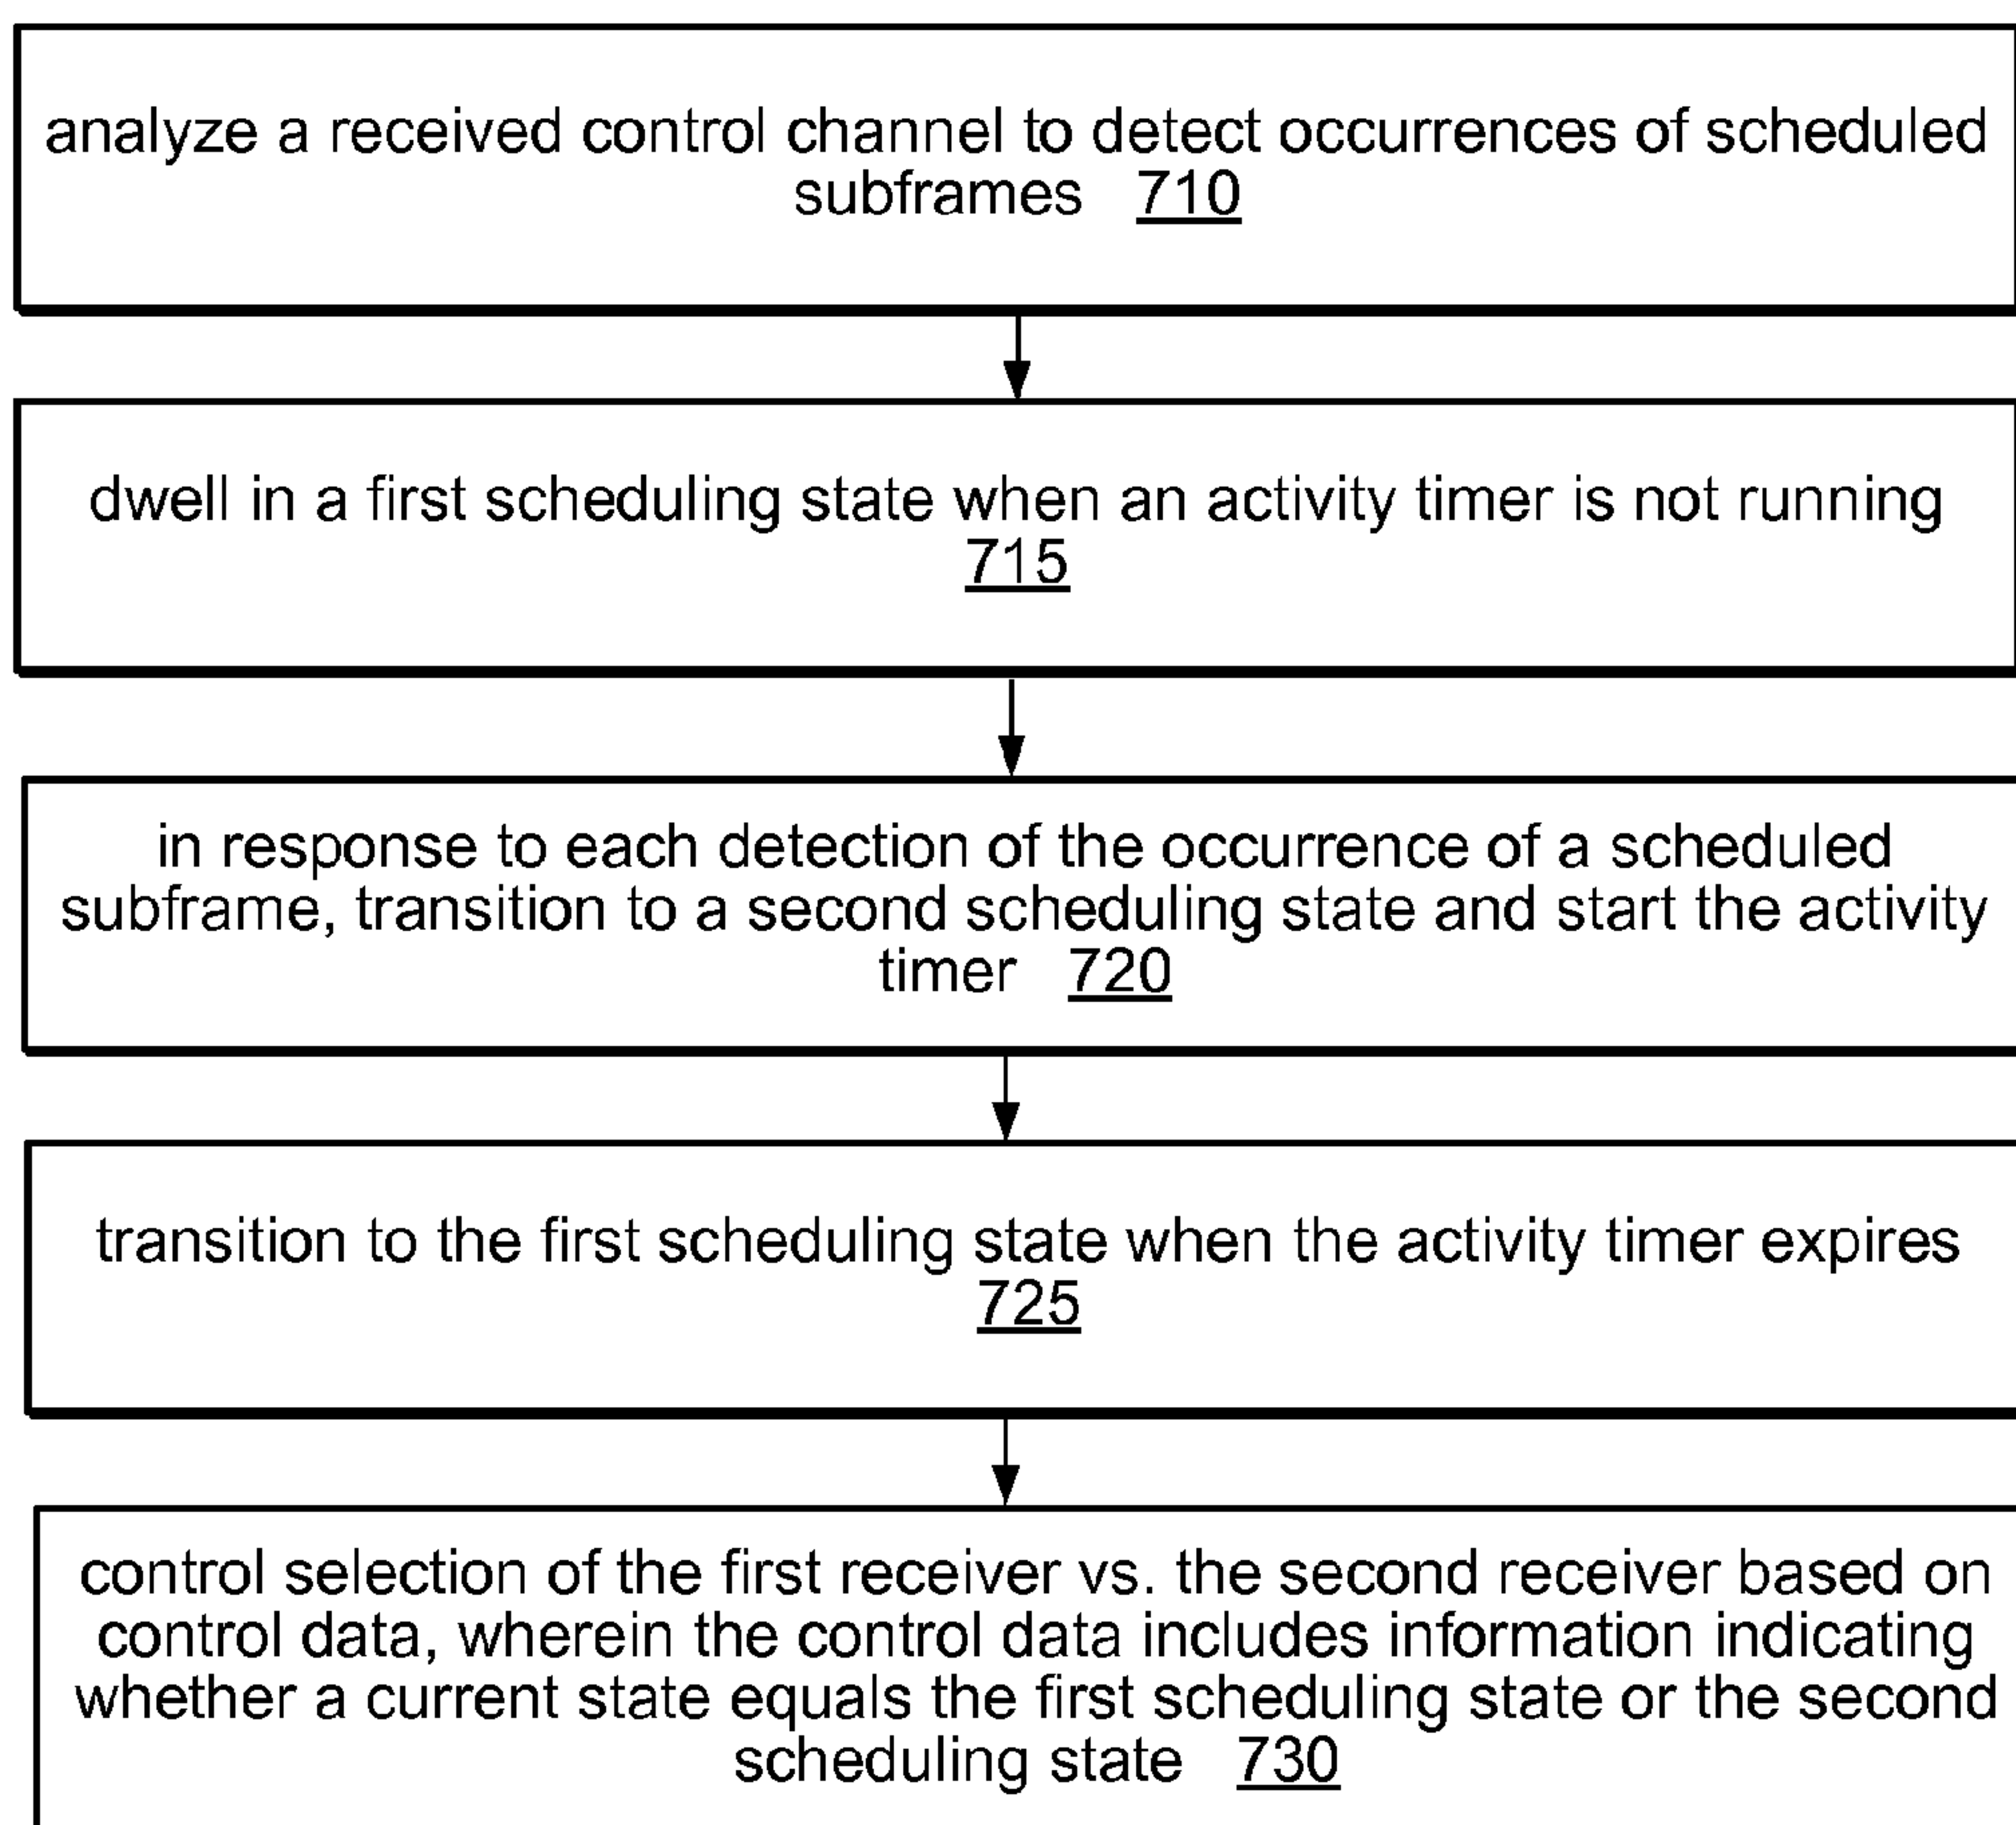 analyze a received control channel to detect occurrences of scheduled
subframes 710
dwell in a first scheduling state when an activity timer is not running
715
in response to each detection of the occurrence of a scheduled
subframe, transition to a second scheduling state and start the activity
timer 720
transition to the first scheduling state when the activity timer expires
725
control selection of the first receiver vs. the second receiver based on
control data, wherein the control data includes information indicating
whether a current state equals the first scheduling state or the second
scheduling state 730